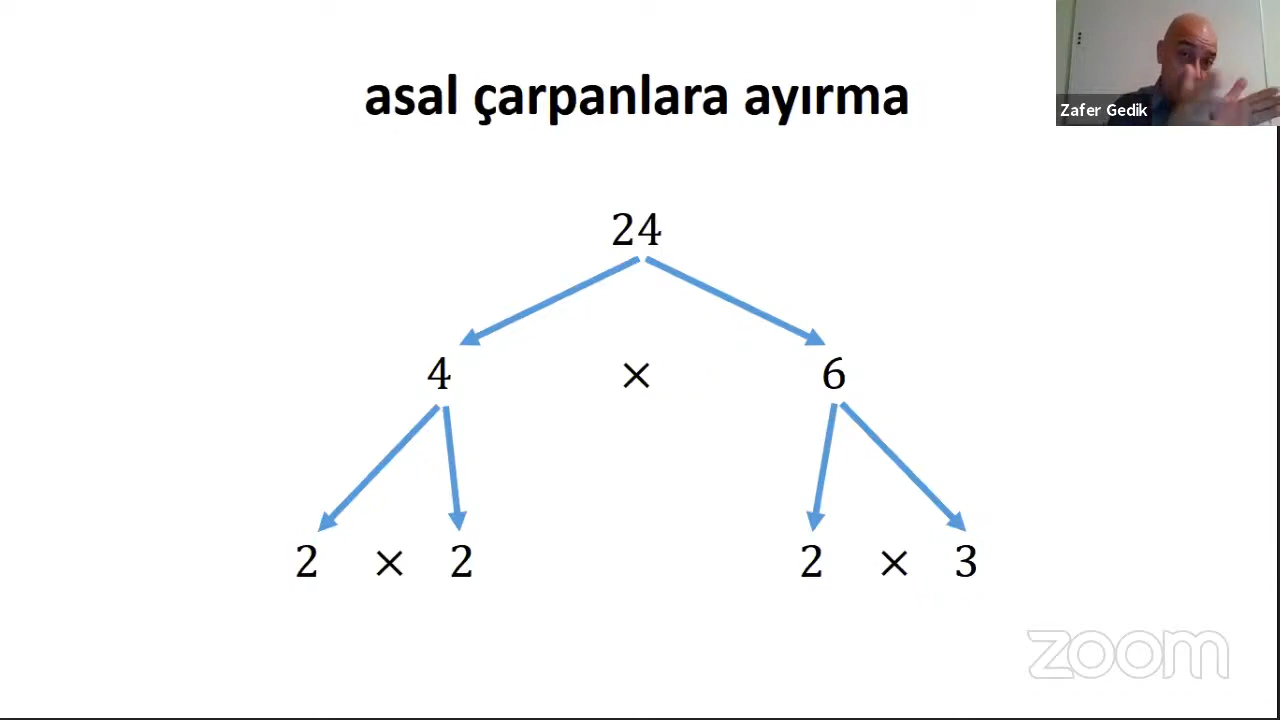 asal çarpanlara ayırma
Zafer Gedik
24
4 × 6
2 × 2 2 × 3
zoom